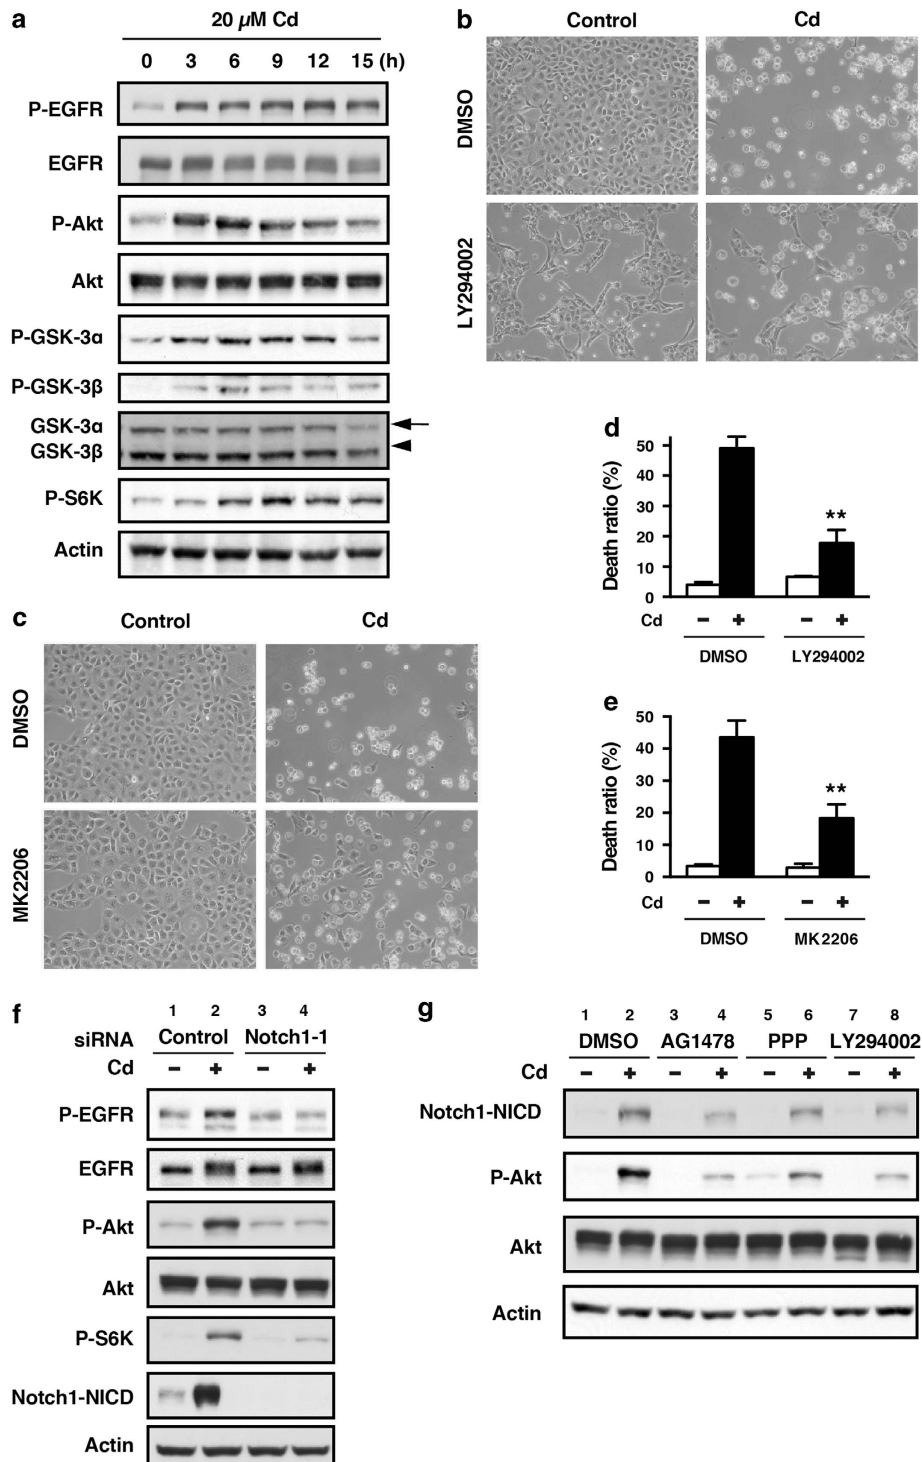 a
20 µM Cd
0 3 6 9 12 15 (h)
P-EGFR
EGFR
P-Akt
Akt
P-GSK-3α
P-GSK-3β
GSK-3α
GSK-3β
P-S6K
Actin
b
Control Cd
DMSO
LY294002
c
Control Cd
DMSO
MK2206
d
Death ratio (%)
50
40
30
20
10
0
**
Cd − + − +
DMSO LY294002
e
Death ratio (%)
50
40
30
20
10
0
**
Cd − + − +
DMSO MK2206
f
1 2 3 4
siRNA Control Notch1-1
Cd − + − +
P-EGFR
EGFR
P-Akt
Akt
P-S6K
Notch1-NICD
Actin
g
1 2 3 4 5 6 7 8
DMSO AG1478 PPP LY294002
Cd − + − + − + − +
Notch1-NICD
P-Akt
Akt
Actin